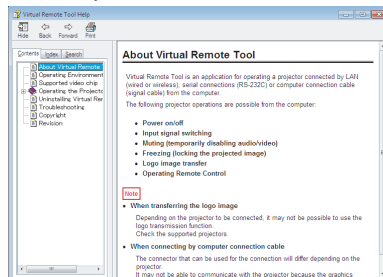 Virtual Remote Tool Help
Hide Back Forward Print
Contents Index Search
About Virtual Remote
Operating Environment
Supported video chip
Operating the Projecto
Uninstalling Virtual Rer
Troubleshooting
Copyright
Revision
About Virtual Remote Tool
Virtual Remote Tool is an application for operating a projector connected by LAN
(wired or wireless); serial connections (RS-232C) or computer connection cable
(signal cable) from the computer.
The following projector operations are possible from the computer:
• Power on/off
• Input signal switching
• Muting (temporarily disabling audio/video)
• Freezing (locking the projected image)
• Logo image transfer
• Operating Remote Control
Note
• When transferring the logo image
Depending on the projector to be connected, it may not be possible to use the
logo transmission function.
Check the supported projectors.
• When connecting by computer connection cable
The connector that can be used for the connection will differ depending on the
projector.
It may not be able to communicate with the projector because the graphics